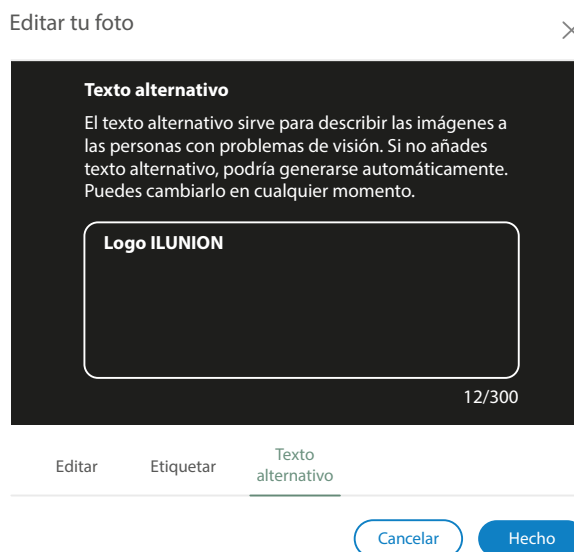 Editar tu foto
Texto alternativo
El texto alternativo sirve para describir las imágenes a
las personas con problemas de visión. Si no añades
texto alternativo, podría generarse automáticamente.
Puedes cambiarlo en cualquier momento.
Logo ILUNION
12/300
Editar
Etiquetar
Texto
alternativo
Cancelar
Hecho